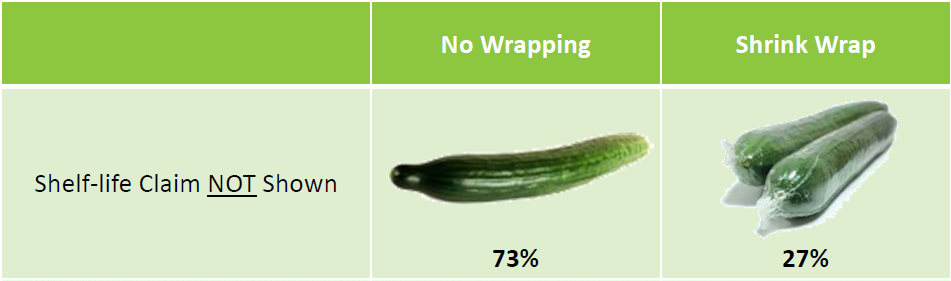 No Wrapping
Shrink Wrap
Shelf-life Claim NOT Shown
73%
27%